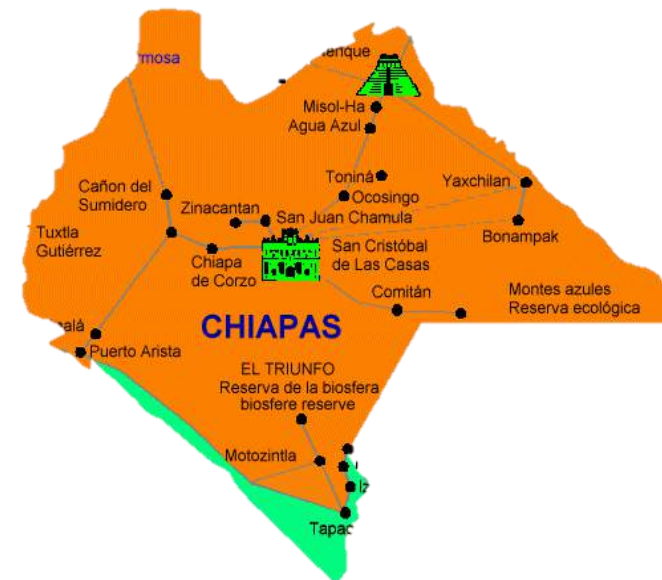 rmosa
enque
Misol-Ha
Agua Azul
Toniná
Yaxchilan
Cañon del
Sumidero
Zinacantan
Ocosingo
San Juan Chamula
Tuxtla
Gutiérrez
Bonampak
Chiapa
de Corzo
San Cristóbal
de Las Casas
Comitán
Montes azules
Reserva ecológica
CHIAPAS
alá
Puerto Arista
EL TRIUNFO
Reserva de la biosfera
biosfere reserve
Motozintla
Iz
Tapac